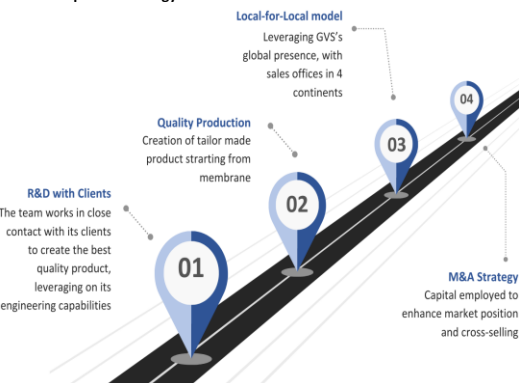 R&D with Clients
The team works in close
contact with its clients
to create the best
quality product,
leveraging on its
engineering capabilities
01
Quality Production
Creation of tailor made
product strarting from
membrane
02
Local-for-Local model
Leveraging GVS's
global presence, with
sales offices in 4
continents
03
04
M&A Strategy
Capital employed to
enhance market position
and cross-selling